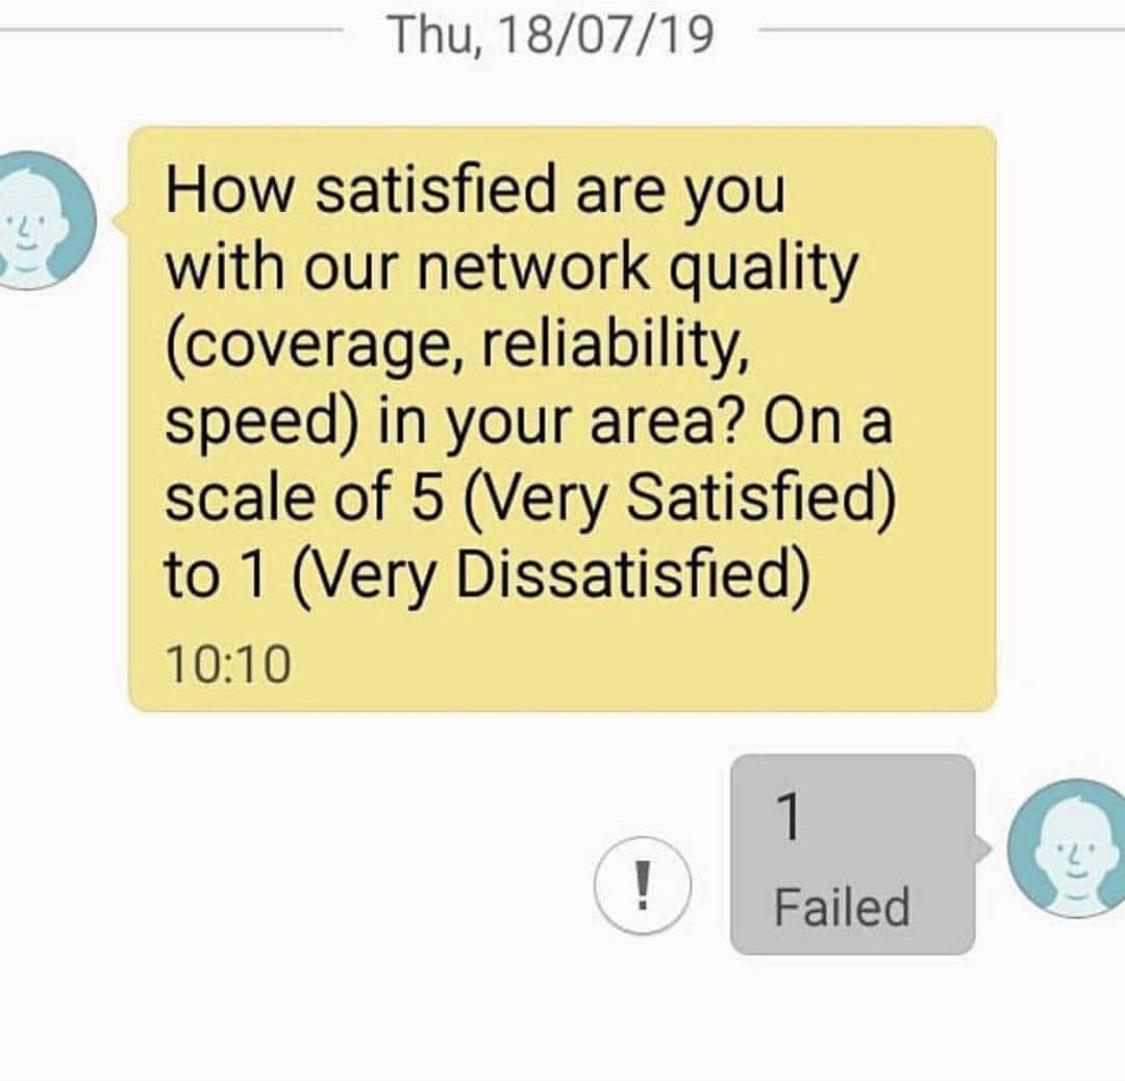 Thu, 18/07/19
How satisfied are you
with our network quality
(coverage, reliability,
speed) in your area? On a
scale of 5 (Very Satisfied)
to 1 (Very Dissatisfied)
10:10
1
!
Failed